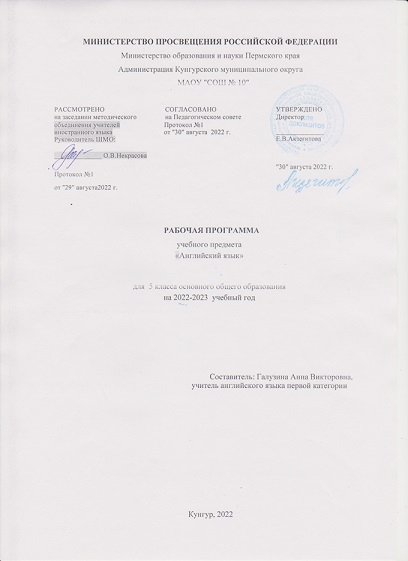 МИНИСТЕРСТВО ПРОСВЕЩЕНИЯ РОССИЙСКОЙ ФЕДЕРАЦИИ
Министерство образования и науки Пермского края
Администрация Кунгурского муниципального округа
МАОУ "СОШ № 10"
РАССМОТРЕНО
на заседании методического
объединения учителей
иностранного языка
Руководитель ШМО:
О.В.Некрасова
Протокол №1
от "29" августа2022 г.
СОГЛАСОВАНО
на Педагогическом совете
Протокол №1
от "30" августа 2022 г.
УТВЕРЖДЕНО
Директор
"30" августа 2022 г.
РАБОЧАЯ ПРОГРАММА
учебного предмета
«Английский язык»
для 5 класса основного общего образования
на 2022-2023 учебный год
Составитель: Галузина Анна Викторовна,
учитель английского языка первой категории
Кунгур, 2022